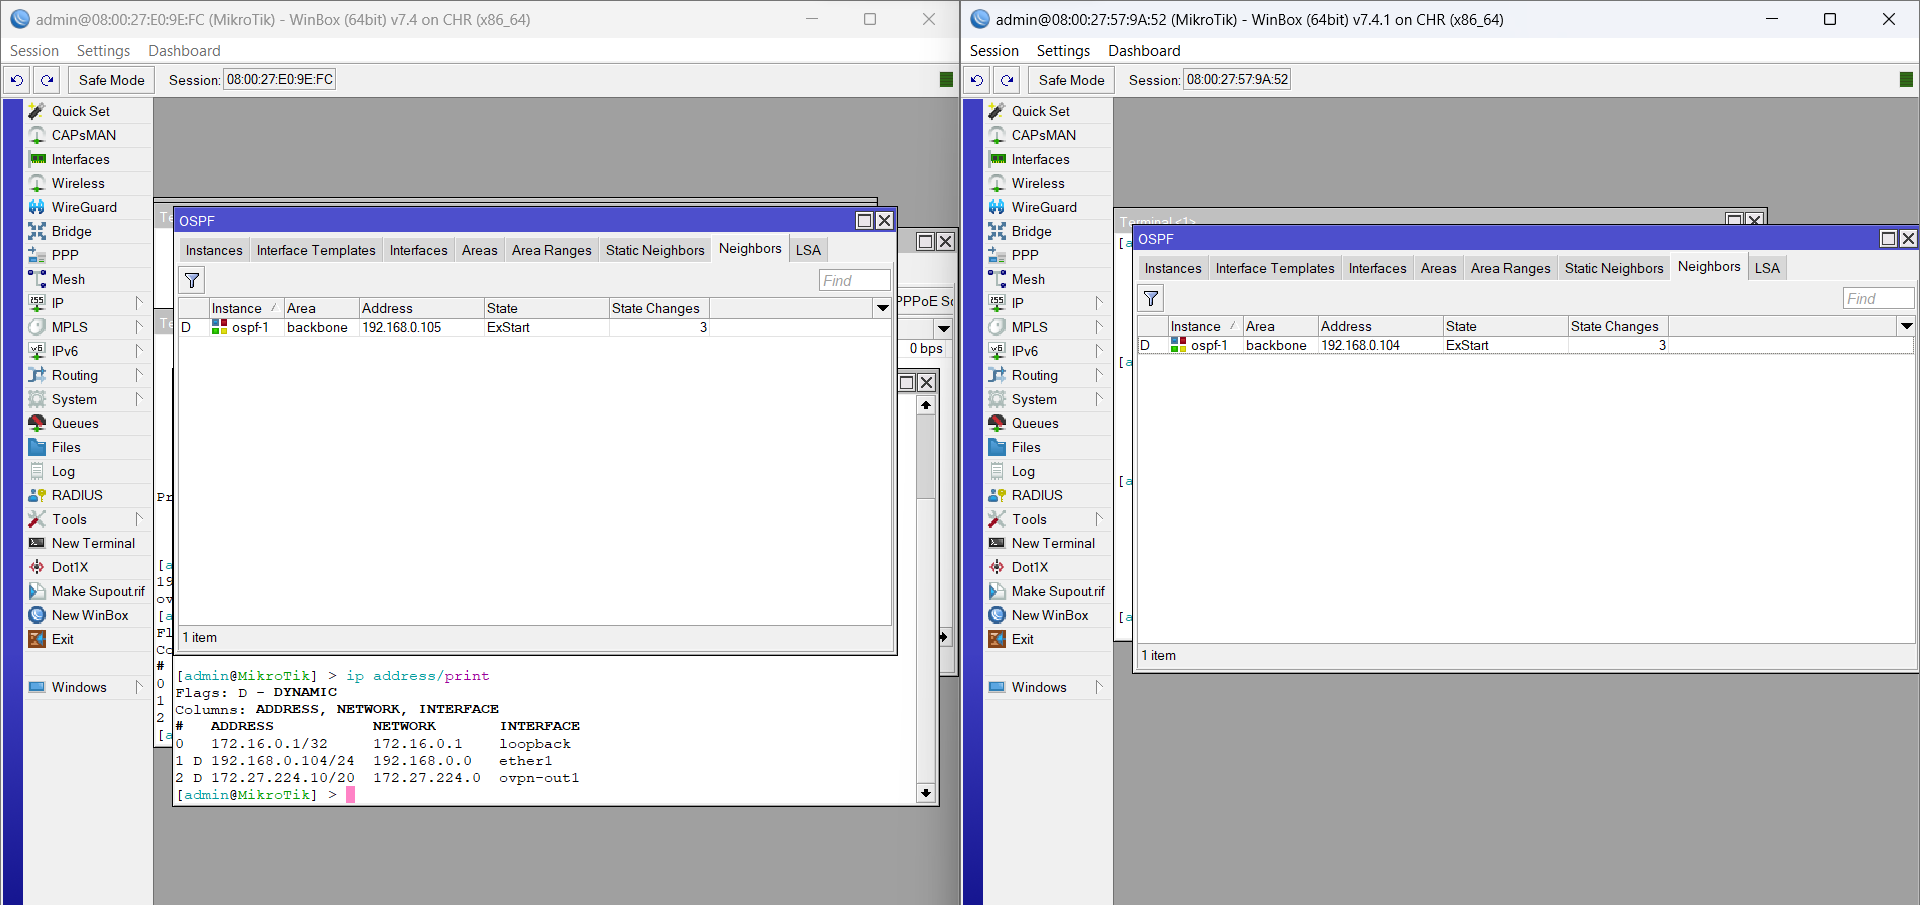 admin@08:00:27:E0:9E:FC (MikroTik) - WinBox (64bit) v7.4 on CHR (x86_64)
Session Settings Dashboard
Safe Mode Session: 08:00:27:E0:9E:FC
Quick Set
CAPsMAN
Interfaces
Wireless
WireGuard
Bridge
PPP
Mesh
IP
MPLS
IPv6
Routing
System
Queues
Files
Log
RADIUS
Tools
New Terminal
Dot1X
Make Supout.rif
New WinBox
Exit
Windows
OSPF
Instances Interface Templates Interfaces Areas Area Ranges Static Neighbors Neighbors LSA
Find
Instance Area Address State State Changes
D ospf-1 backbone 192.168.0.105 ExStart 3
1 item
0 bps
[admin@MikroTik] > ip address/print
Flags: D - DYNAMIC
Columns: ADDRESS, NETWORK, INTERFACE
# ADDRESS NETWORK INTERFACE
0 172.16.0.1/32 172.16.0.1 loopback
1 D 192.168.0.104/24 192.168.0.0 ether1
2 D 172.27.224.10/20 172.27.224.0 ovpn-out1
[admin@MikroTik] >
admin@08:00:27:57:9A:52 (MikroTik) - WinBox (64bit) v7.4.1 on CHR (x86_64)
Session Settings Dashboard
Safe Mode Session: 08:00:27:57:9A:52
Quick Set
CAPsMAN
Interfaces
Wireless
WireGuard
Bridge
PPP
Mesh
IP
MPLS
IPv6
Routing
System
Queues
Files
Log
RADIUS
Tools
New Terminal
Dot1X
Make Supout.rif
New WinBox
Exit
Windows
Terminal <1>
OSPF
Instances Interface Templates Interfaces Areas Area Ranges Static Neighbors Neighbors LSA
Find
Instance Area Address State State Changes
D ospf-1 backbone 192.168.0.104 ExStart 3
1 item